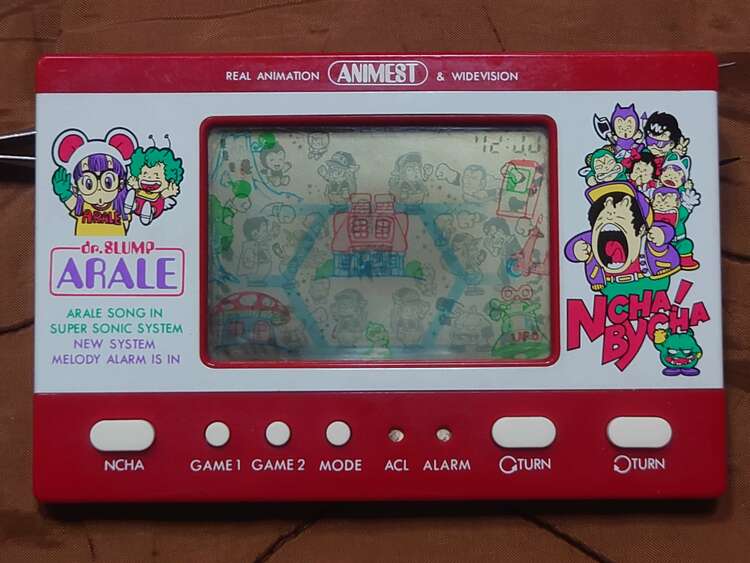 REAL ANIMATION ANIMEST & WIDEVISION
12:00
ARALE
dr. SLUMP
ARALE
ARALE SONG IN
SUPER SONIC SYSTEM
NEW SYSTEM
MELODY ALARM IS IN
UFO
NCHA!
BYCHA
NCHA
GAME 1
GAME 2
MODE
ACL
ALARM
TURN
TURN